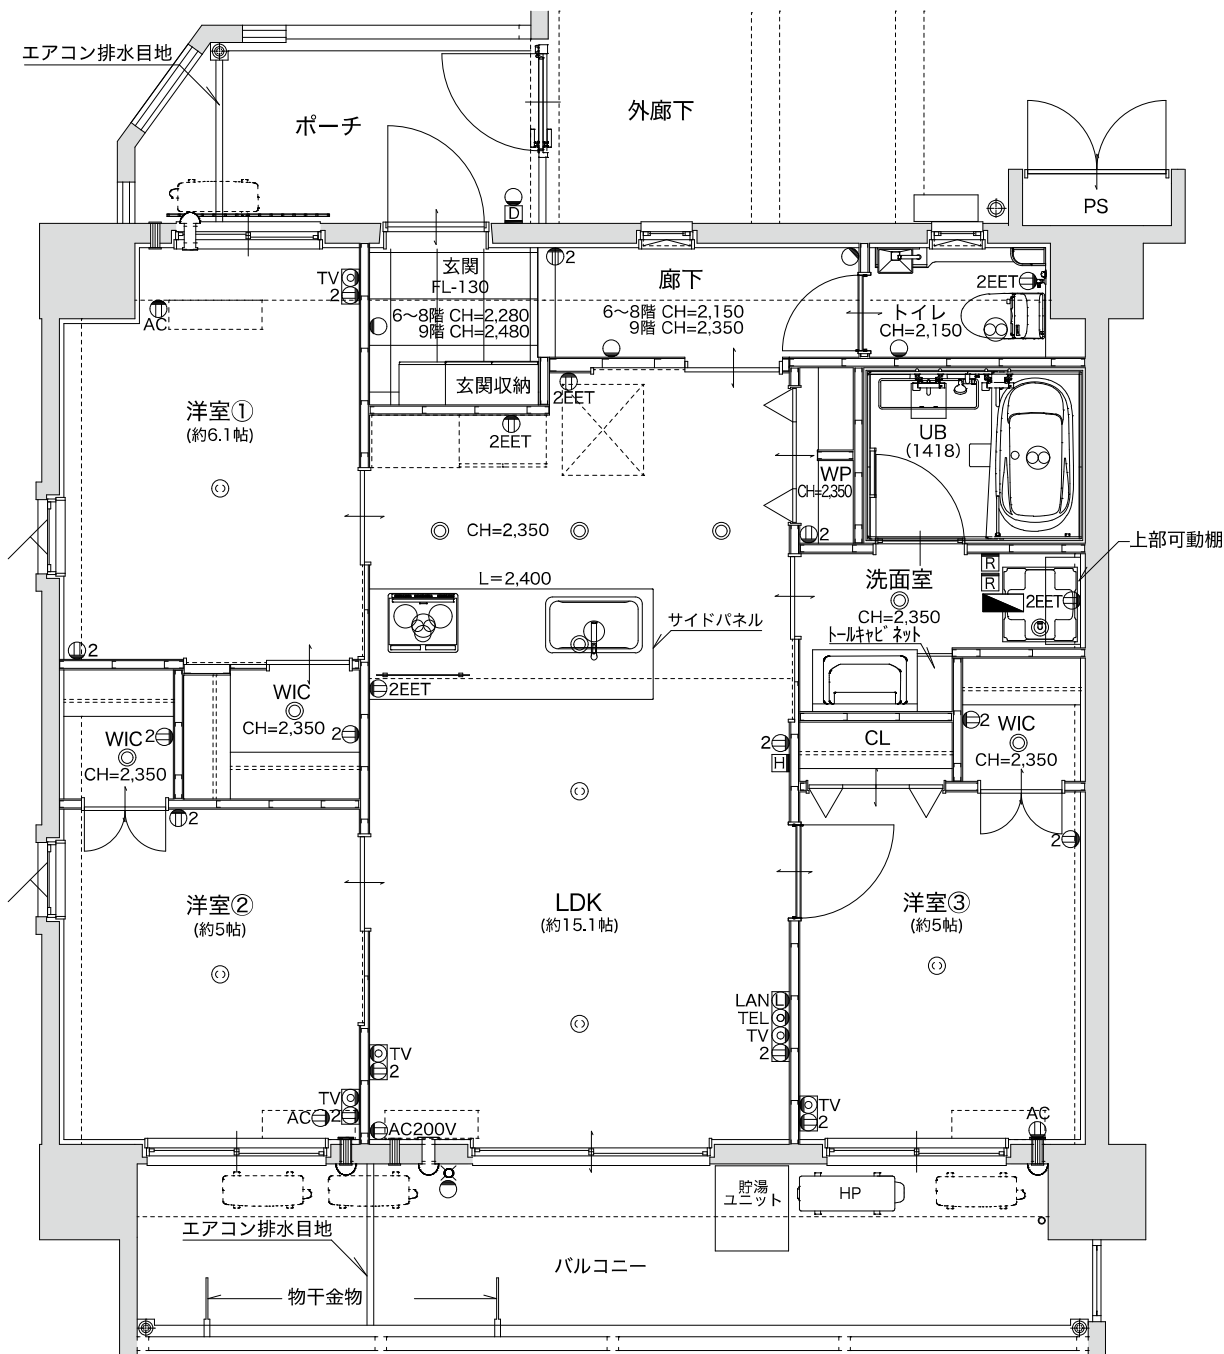 エアコン排水目地
ポーチ
外廊下
PS
D
玄関
FL-130
6〜8階 CH=2,280
9階 CH=2,480
玄関収納
2
廊下
6〜8階 CH=2,150
9階 CH=2,350
2EET
トイレ
CH=2,150
TV
2
AC
洋室①
(約6.1帖)
2EET
2EET
UB
(1418)
WP
CH=2,350
2
CH=2,350
L=2,400
サイドパネル
上部可動棚
洗面室
CH=2,350
R
R
2EET
トールキャビネット
2
2EET
WIC
CH=2,350
2
WIC
CH=2,350
2
2
H
CL
2
WIC
CH=2,350
2
2
洋室②
(約5帖)
LDK
(約15.1帖)
洋室③
(約5帖)
LAN
L
TEL
TV
2
TV
2
TV
2
AC
AC200V
TV
2
AC
貯湯
ユニット
HP
エアコン排水目地
バルコニー
物干金物